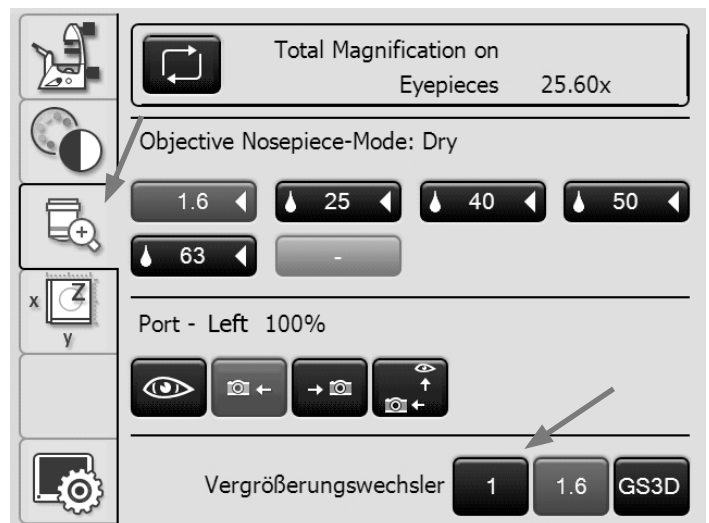 Total Magnification on
Eyepieces 25.60x
Objective Nosepiece-Mode: Dry
1.6 25 40 50
63 -
Port - Left 100%
Vergrößerungswechsler 1 1.6 GS3D
x Z
y